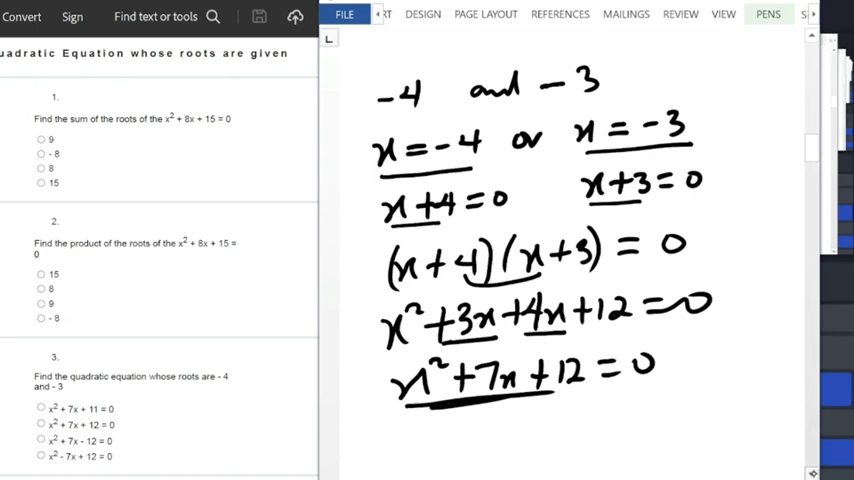 Convert Sign Find text or tools
uadratic Equation whose roots are given
1.
Find the sum of the roots of the x² + 8x + 15 = 0
9
- 8
8
15
2.
Find the product of the roots of the x² + 8x + 15 =
0
15
8
9
- 8
3.
Find the quadratic equation whose roots are - 4
and - 3
x² + 7x + 11 = 0
x² + 7x + 12 = 0
x² + 7x - 12 = 0
x² - 7x + 12 = 0
FILE RT DESIGN PAGE LAYOUT REFERENCES MAILINGS REVIEW VIEW PENS S
L
-4 and -3
x = -4 or x = -3
x+4=0 x+3=0
(x+4)(x+3) = 0
x²+3x+4x+12=0
x²+7x+12=0